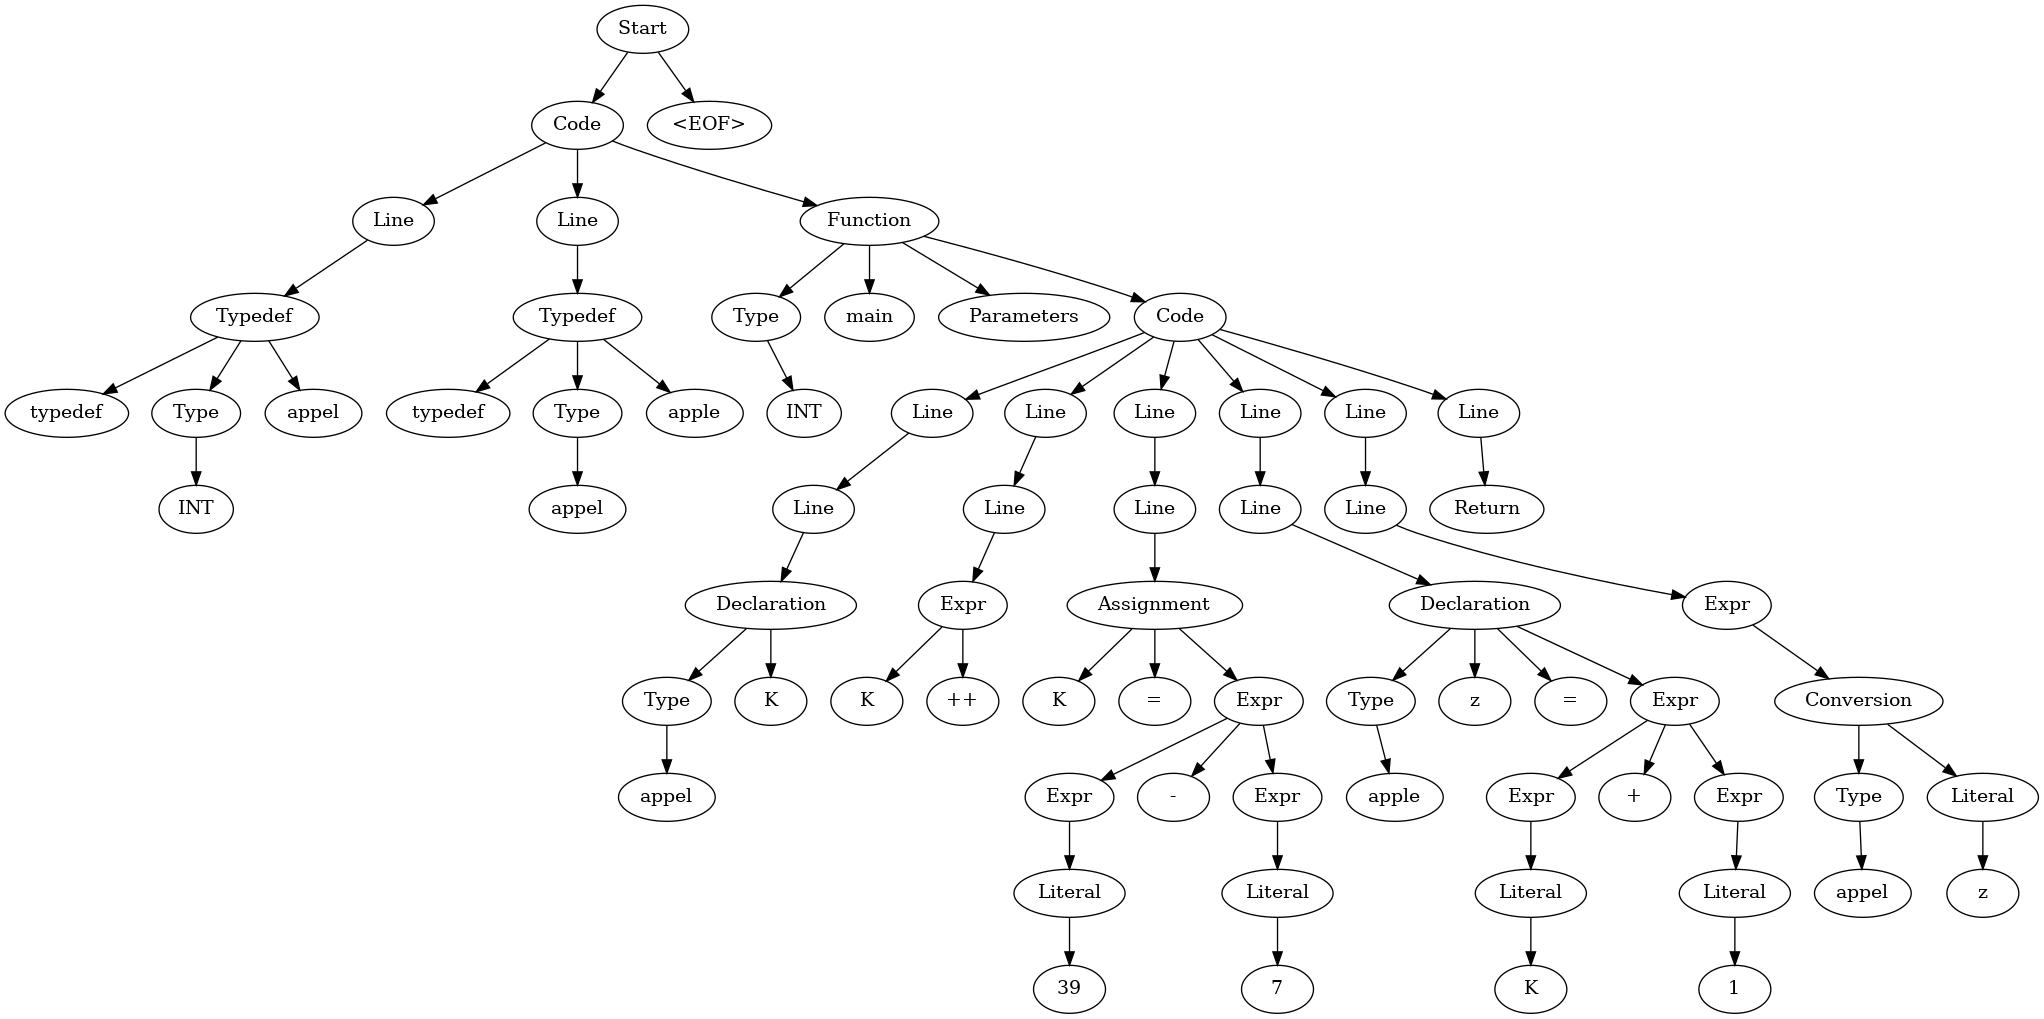 Start
Code <EOF>
Line Line Function
Typedef Typedef Type main Parameters Code
typedef Type appel typedef Type apple INT Line Line Line Line Line Line
INT appel Line Line Line Line Line Return
Declaration Expr Assignment Declaration Expr
Type K K ++ K = Expr Type z = Expr Conversion
appel Expr - Expr apple Expr + Expr Type Literal
Literal Literal Literal Literal appel z
39 7 K 1